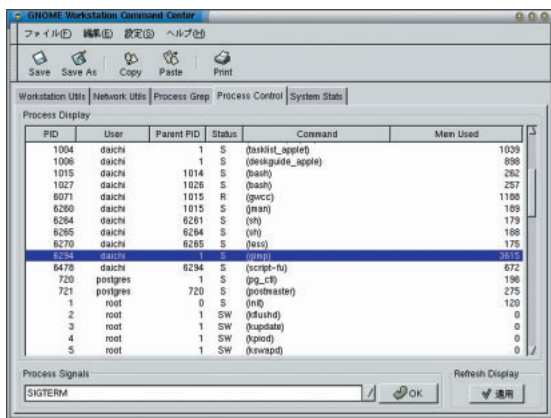 GNOME Workstation Command Center
ファイル(F) 編集(E) 設定(S) ヘルプ(H)
Save Save As Copy Paste Print
Workstation Utils Network Utils Process Grep Process Control System Stats
Process Display
PID User Parent PID Status Command Mem Used
1004 daichi 1 S (tasklist_applet) 1039
1006 daichi 1 S (deskguide_apple) 898
1015 daichi 1014 S (bash) 262
1027 daichi 1026 S (bash) 257
6071 daichi 1015 R (gwcc) 1188
6260 daichi 1015 S (jman) 189
6264 daichi 6261 S (sh) 179
6265 daichi 6264 S (sh) 188
6270 daichi 6265 S (less) 175
6294 daichi 1 S (gimp) 3615
6478 daichi 6294 S (script-fu) 672
720 postgres 1 S (pg_ctl) 196
721 postgres 720 S (postmaster) 275
1 root 0 S (init) 120
2 root 1 SW (kflushd) 0
3 root 1 SW (kupdate) 0
4 root 1 SW (kpiod) 0
5 root 1 SW (kswapd) 0
Process Signals Refresh Display
SIGTERM OK 適用